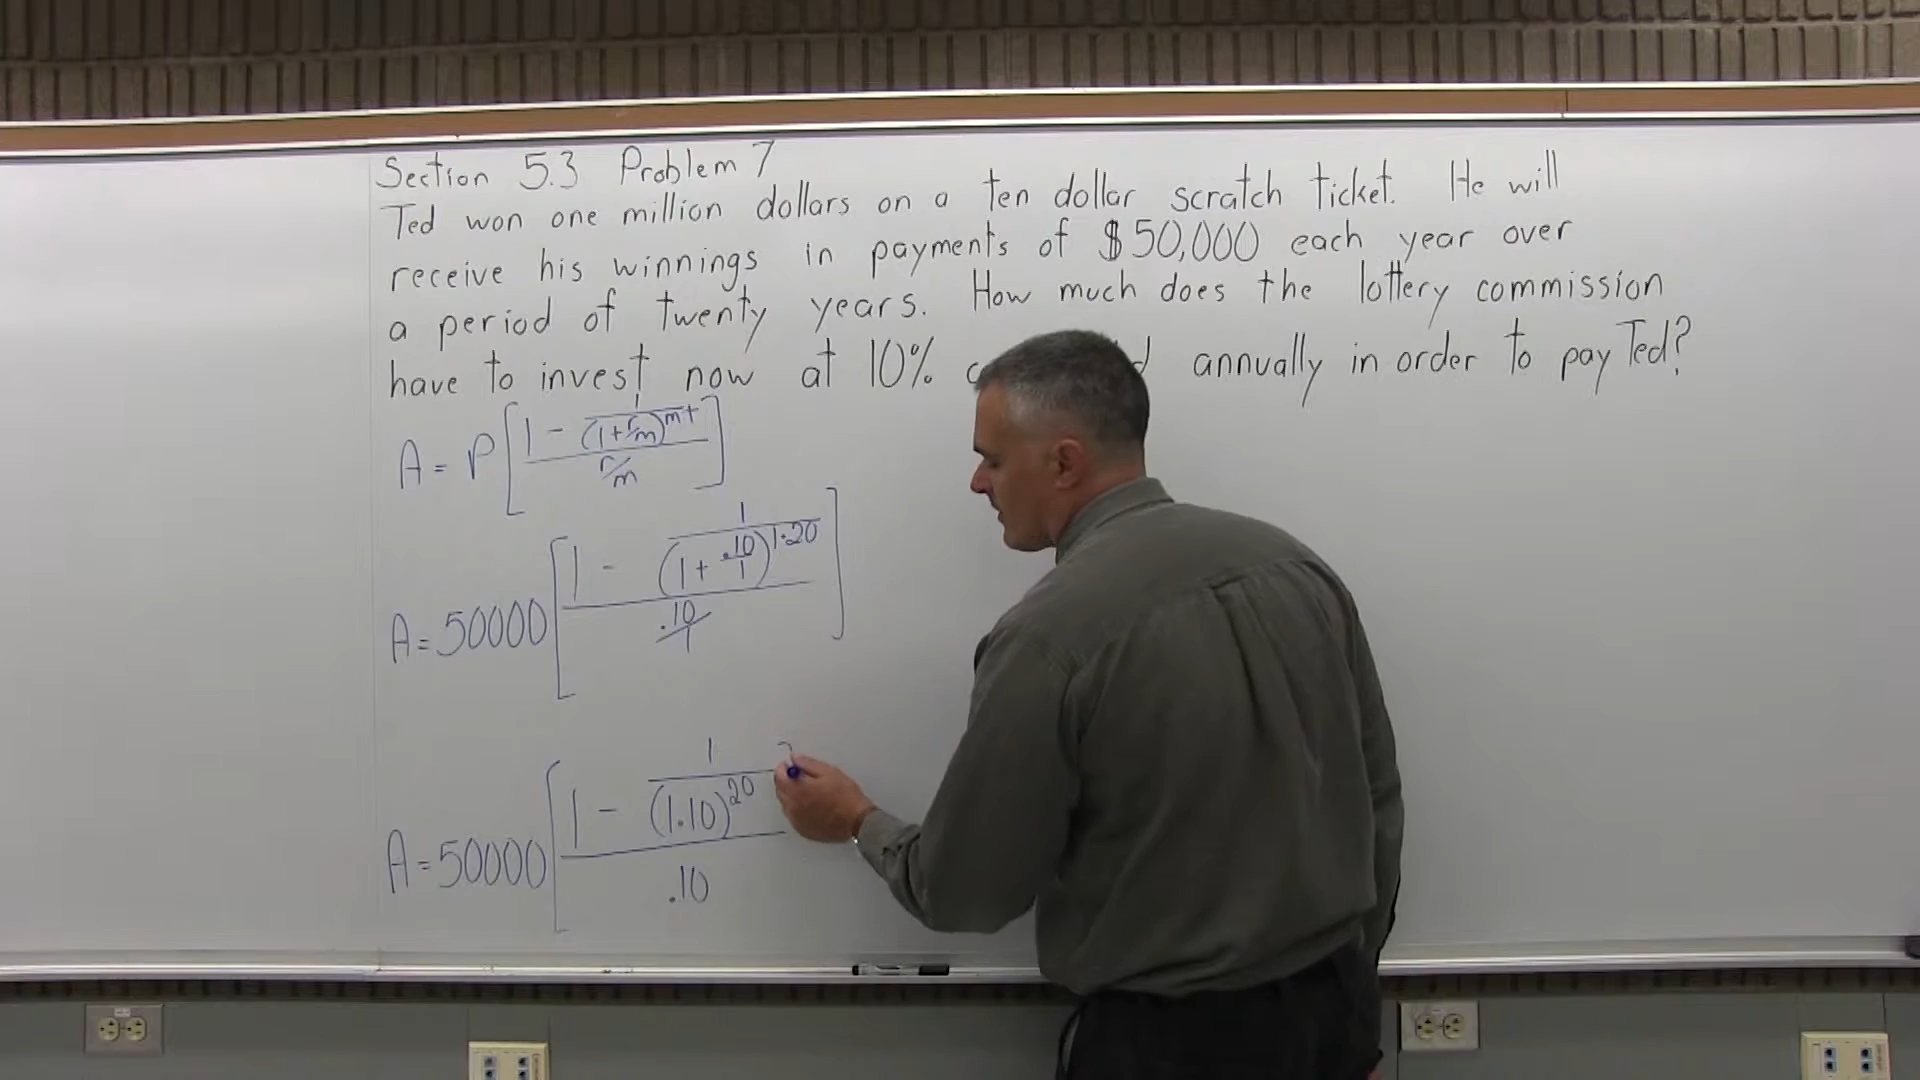 Section 5.3 Problem 7
Ted won one million dollars on a ten dollar scratch ticket. He will
receive his winnings in payments of $50,000 each year over
a period of twenty years. How much does the lottery commission
have to invest now at 10% annually in order to pay Ted?
A = P[(1 - 1/(1+r/m)^mt)/(r/m)]
A = 50000[(1 - 1/(1+.10/1)^1·20)/(.10/1)]
A = 50000[(1 - 1/(1.10)^20)/.10